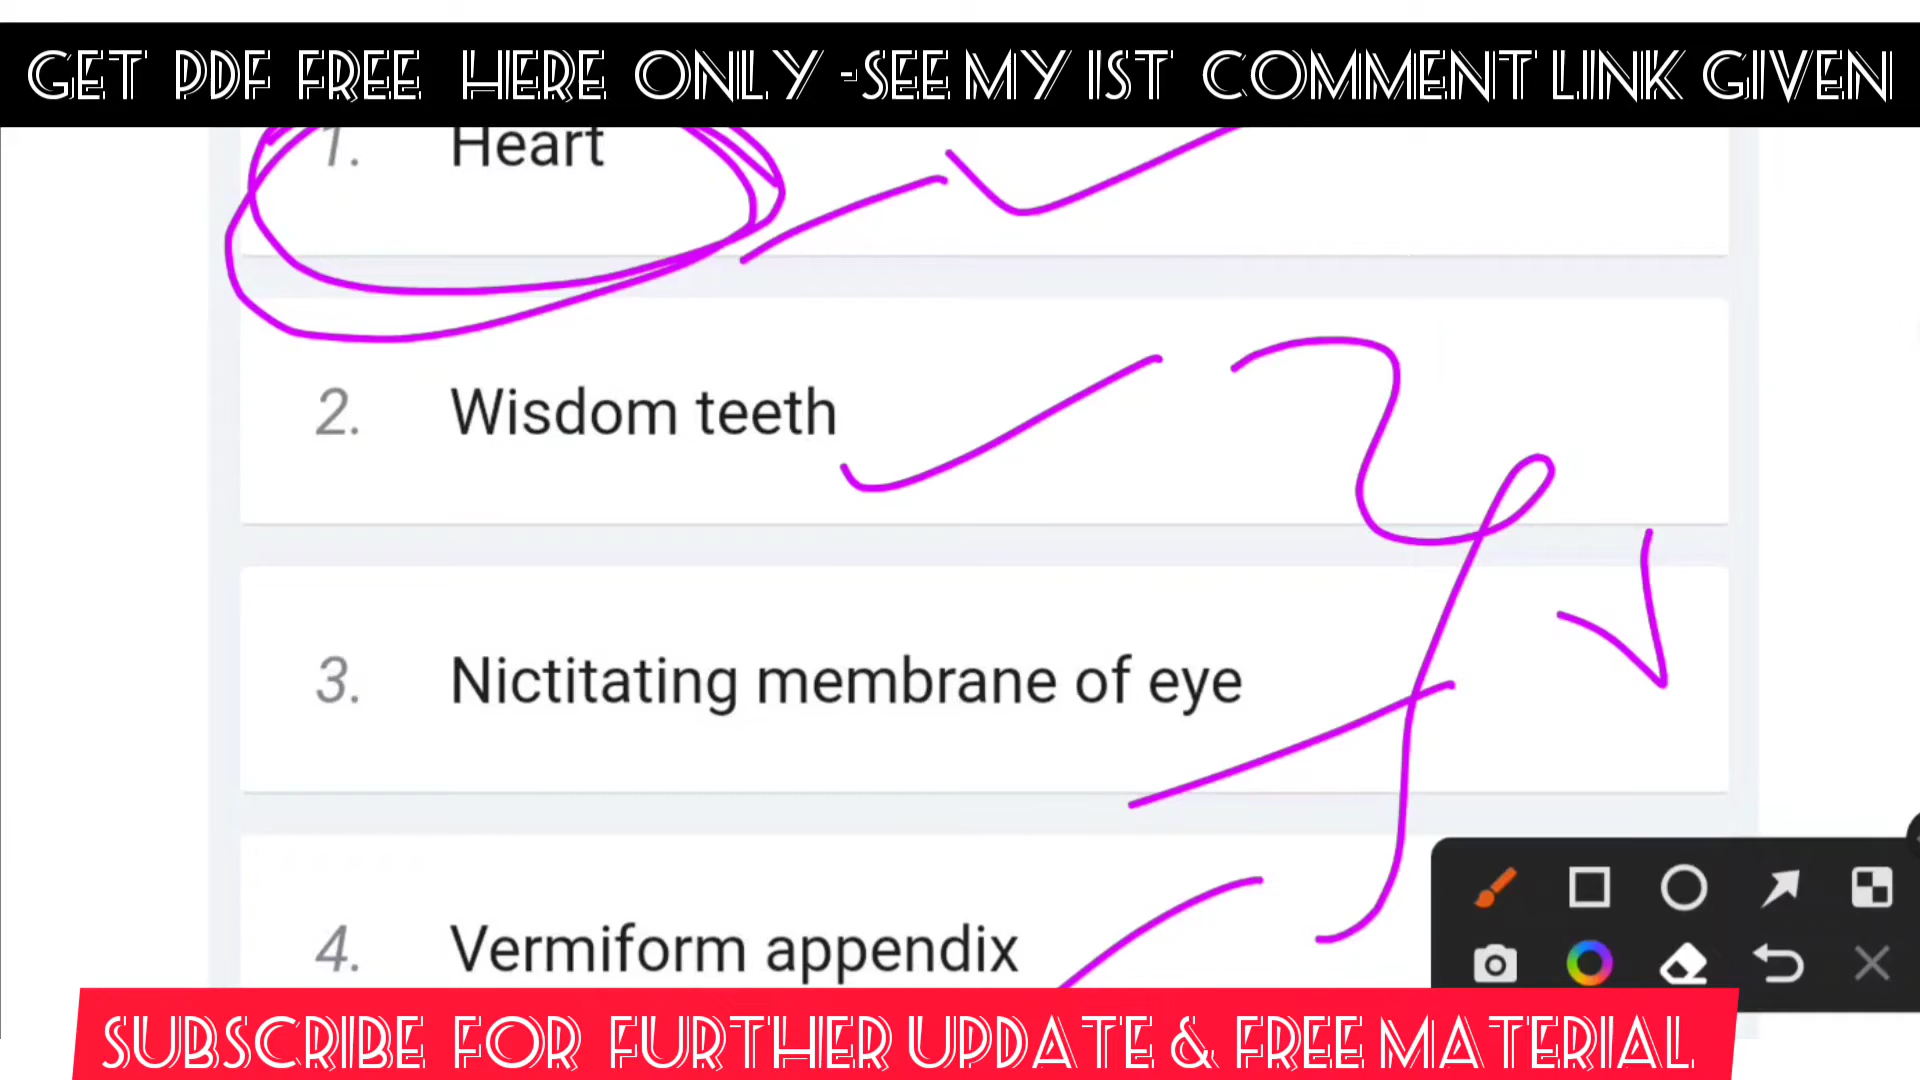 GET PDF FREE HERE ONLY -SEE MY IST COMMENT LINK GIVEN
1. Heart
2. Wisdom teeth
3. Nictitating membrane of eye
4. Vermiform appendix
SUBSCRIBE FOR FURTHER UPDATE & FREE MATERIAL